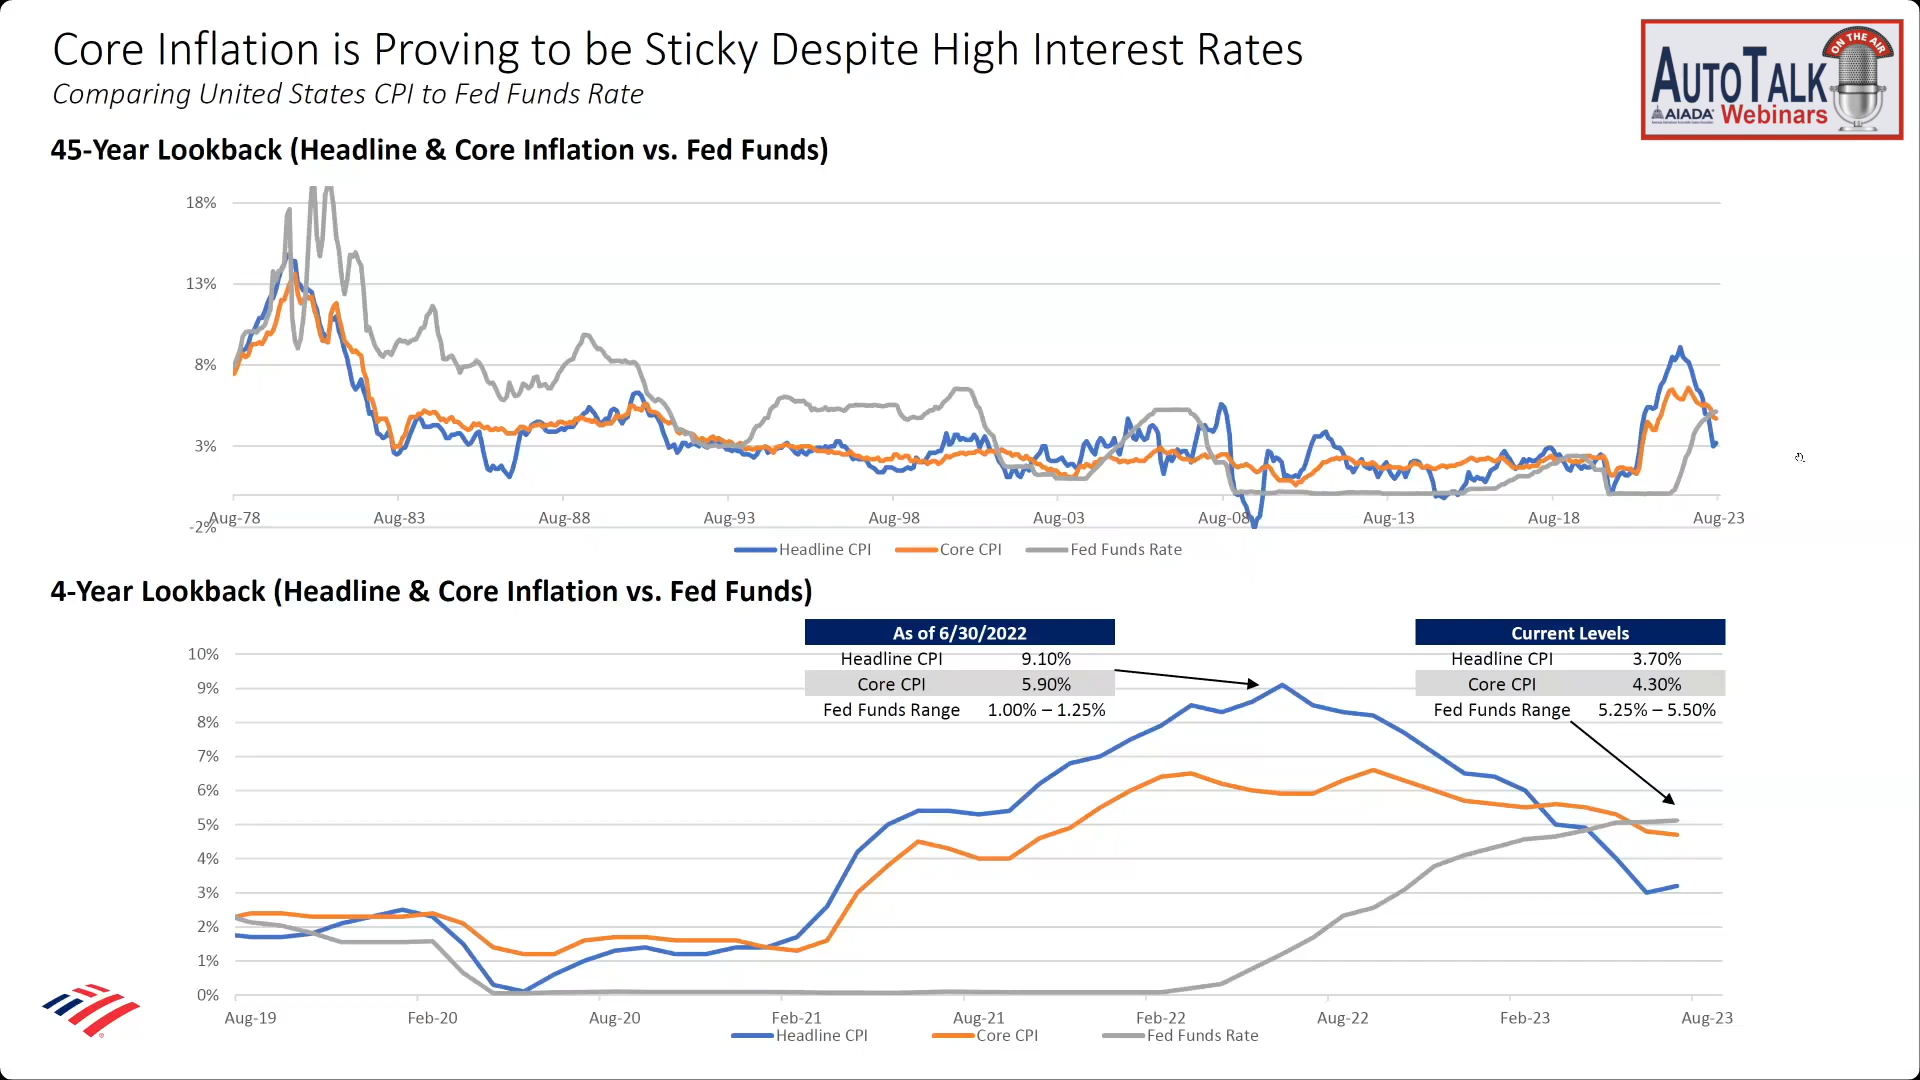 Core Inflation is Proving to be Sticky Despite High Interest Rates
Comparing United States CPI to Fed Funds Rate
ON THE AIR
AUTOTALK
AIADA Webinars
45-Year Lookback (Headline & Core Inflation vs. Fed Funds)
18%
13%
8%
3%
-2%
Aug-78 Aug-83 Aug-88 Aug-93 Aug-98 Aug-03 Aug-08 Aug-13 Aug-18 Aug-23
Headline CPI Core CPI Fed Funds Rate
4-Year Lookback (Headline & Core Inflation vs. Fed Funds)
As of 6/30/2022
Headline CPI 9.10%
Core CPI 5.90%
Fed Funds Range 1.00% – 1.25%
Current Levels
Headline CPI 3.70%
Core CPI 4.30%
Fed Funds Range 5.25% – 5.50%
10%
9%
8%
7%
6%
5%
4%
3%
2%
1%
0%
Aug-19 Feb-20 Aug-20 Feb-21 Aug-21 Feb-22 Aug-22 Feb-23 Aug-23
Headline CPI Core CPI Fed Funds Rate